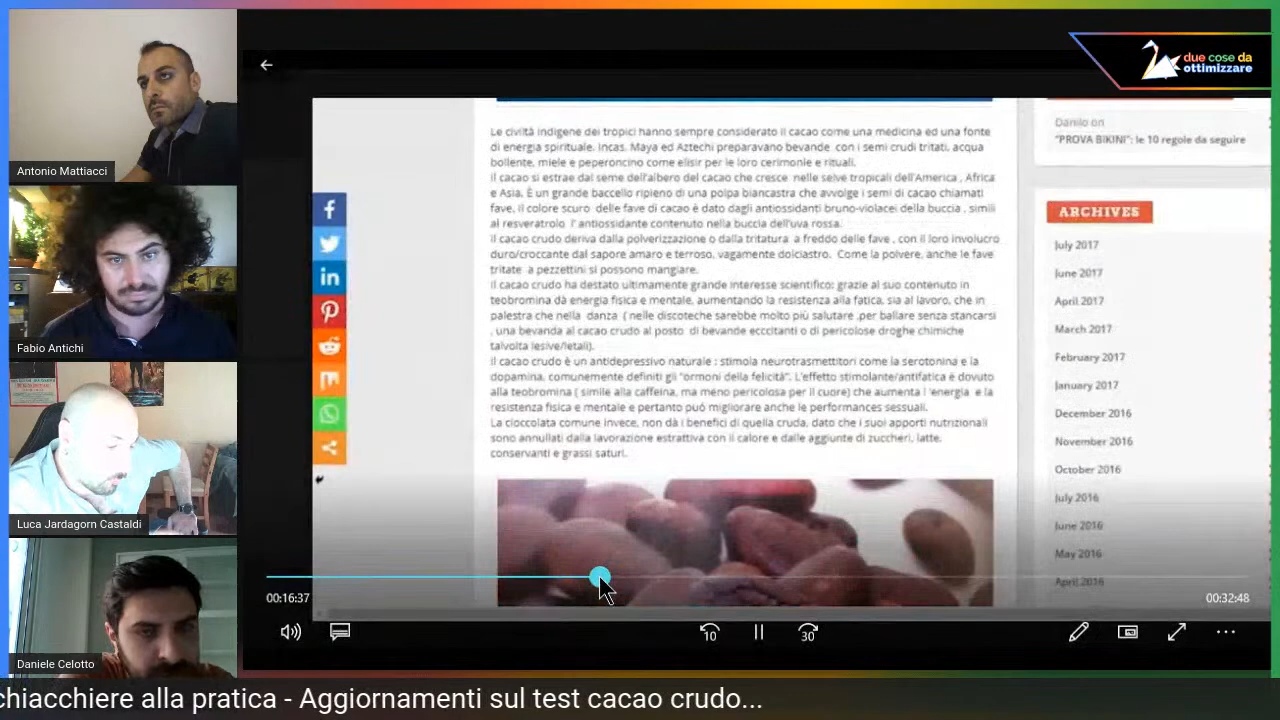 due cose da
ottimizzare
Antonio Mattiacci
Fabio Antichi
Luca Jardagorn Castaldi
Daniele Celotto
Le civiltà indigene dei tropici hanno sempre considerato il cacao come una medicina ed una fonte
di energia spirituale. Incas, Maya ed Aztechi preparavano bevande con i semi crudi tritati, acqua
bollente, miele e peperoncino come elisir per le loro cerimonie e rituali.
Il cacao si estrae dal seme dell'albero del cacao che cresce nelle selve tropicali dell'America , Africa
e Asia. È un grande baccello ripieno di una polpa biancastra che avvolge i semi di cacao chiamati
fave, il colore scuro delle fave di cacao è dato dagli antiossidanti bruno-violacei della buccia , simili
al resveratrolo l' antiossidante contenuto nella buccia dell'uva rossa.
Il cacao crudo deriva dalla polverizzazione o dalla tritatura a freddo delle fave , con il loro involucro
duro/croccante dal sapore amaro e terroso, vagamente dolciastro. Come la polvere, anche le fave
tritate a pezzettini si possono mangiare.
Il cacao crudo ha destato ultimamente grande interesse scientifico: grazie al suo contenuto in
teobromina dà energia fisica e mentale, aumentando la resistenza alla fatica, sia al lavoro, che in
palestra che nella danza ( nelle discoteche sarebbe molto più salutare ,per ballare senza stancarsi
, una bevanda al cacao crudo al posto di bevande ecccitanti o di pericolose droghe chimiche
talvolta lesive/letali).
Il cacao crudo è un antidepressivo naturale : stimola neurotrasmettitori come la serotonina e la
dopamina, comunemente definiti gli "ormoni della felicità". L'effetto stimolante/antifatica è dovuto
alla teobromina ( simile alla caffeina, ma meno pericolosa per il cuore) che aumenta l 'energia e la
resistenza fisica e mentale e pertanto puó migliorare anche le performances sessuali.
La cioccolata comune invece, non dà i benefici di quella cruda, dato che i suoi apporti nutrizionali
sono annullati dalla lavorazione estrattiva con il calore e dalle aggiunte di zuccheri, latte,
conservanti e grassi saturi.
Danilo on
"PROVA BIKINI": le 10 regole da seguire
ARCHIVES
July 2017
June 2017
April 2017
March 2017
February 2017
January 2017
December 2016
November 2016
October 2016
July 2016
June 2016
May 2016
April 2016
00:16:37
00:32:48
10
30
chiacchiere alla pratica - Aggiornamenti sul test cacao crudo...